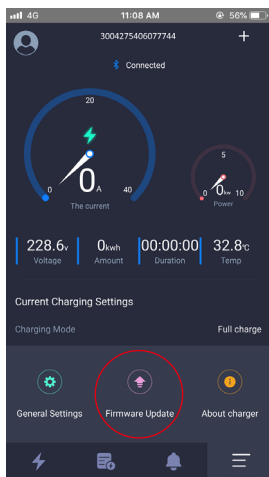 4G 11:08 AM 56%
3004275406077744 +
Connected
20
0 40
0A
The current
5
0 10
0kw
Power
228.6v 0kwh 00:00:00 32.8℃
Voltage Amount Duration Temp
Current Charging Settings
Charging Mode Full charge
General Settings Firmware Update About charger